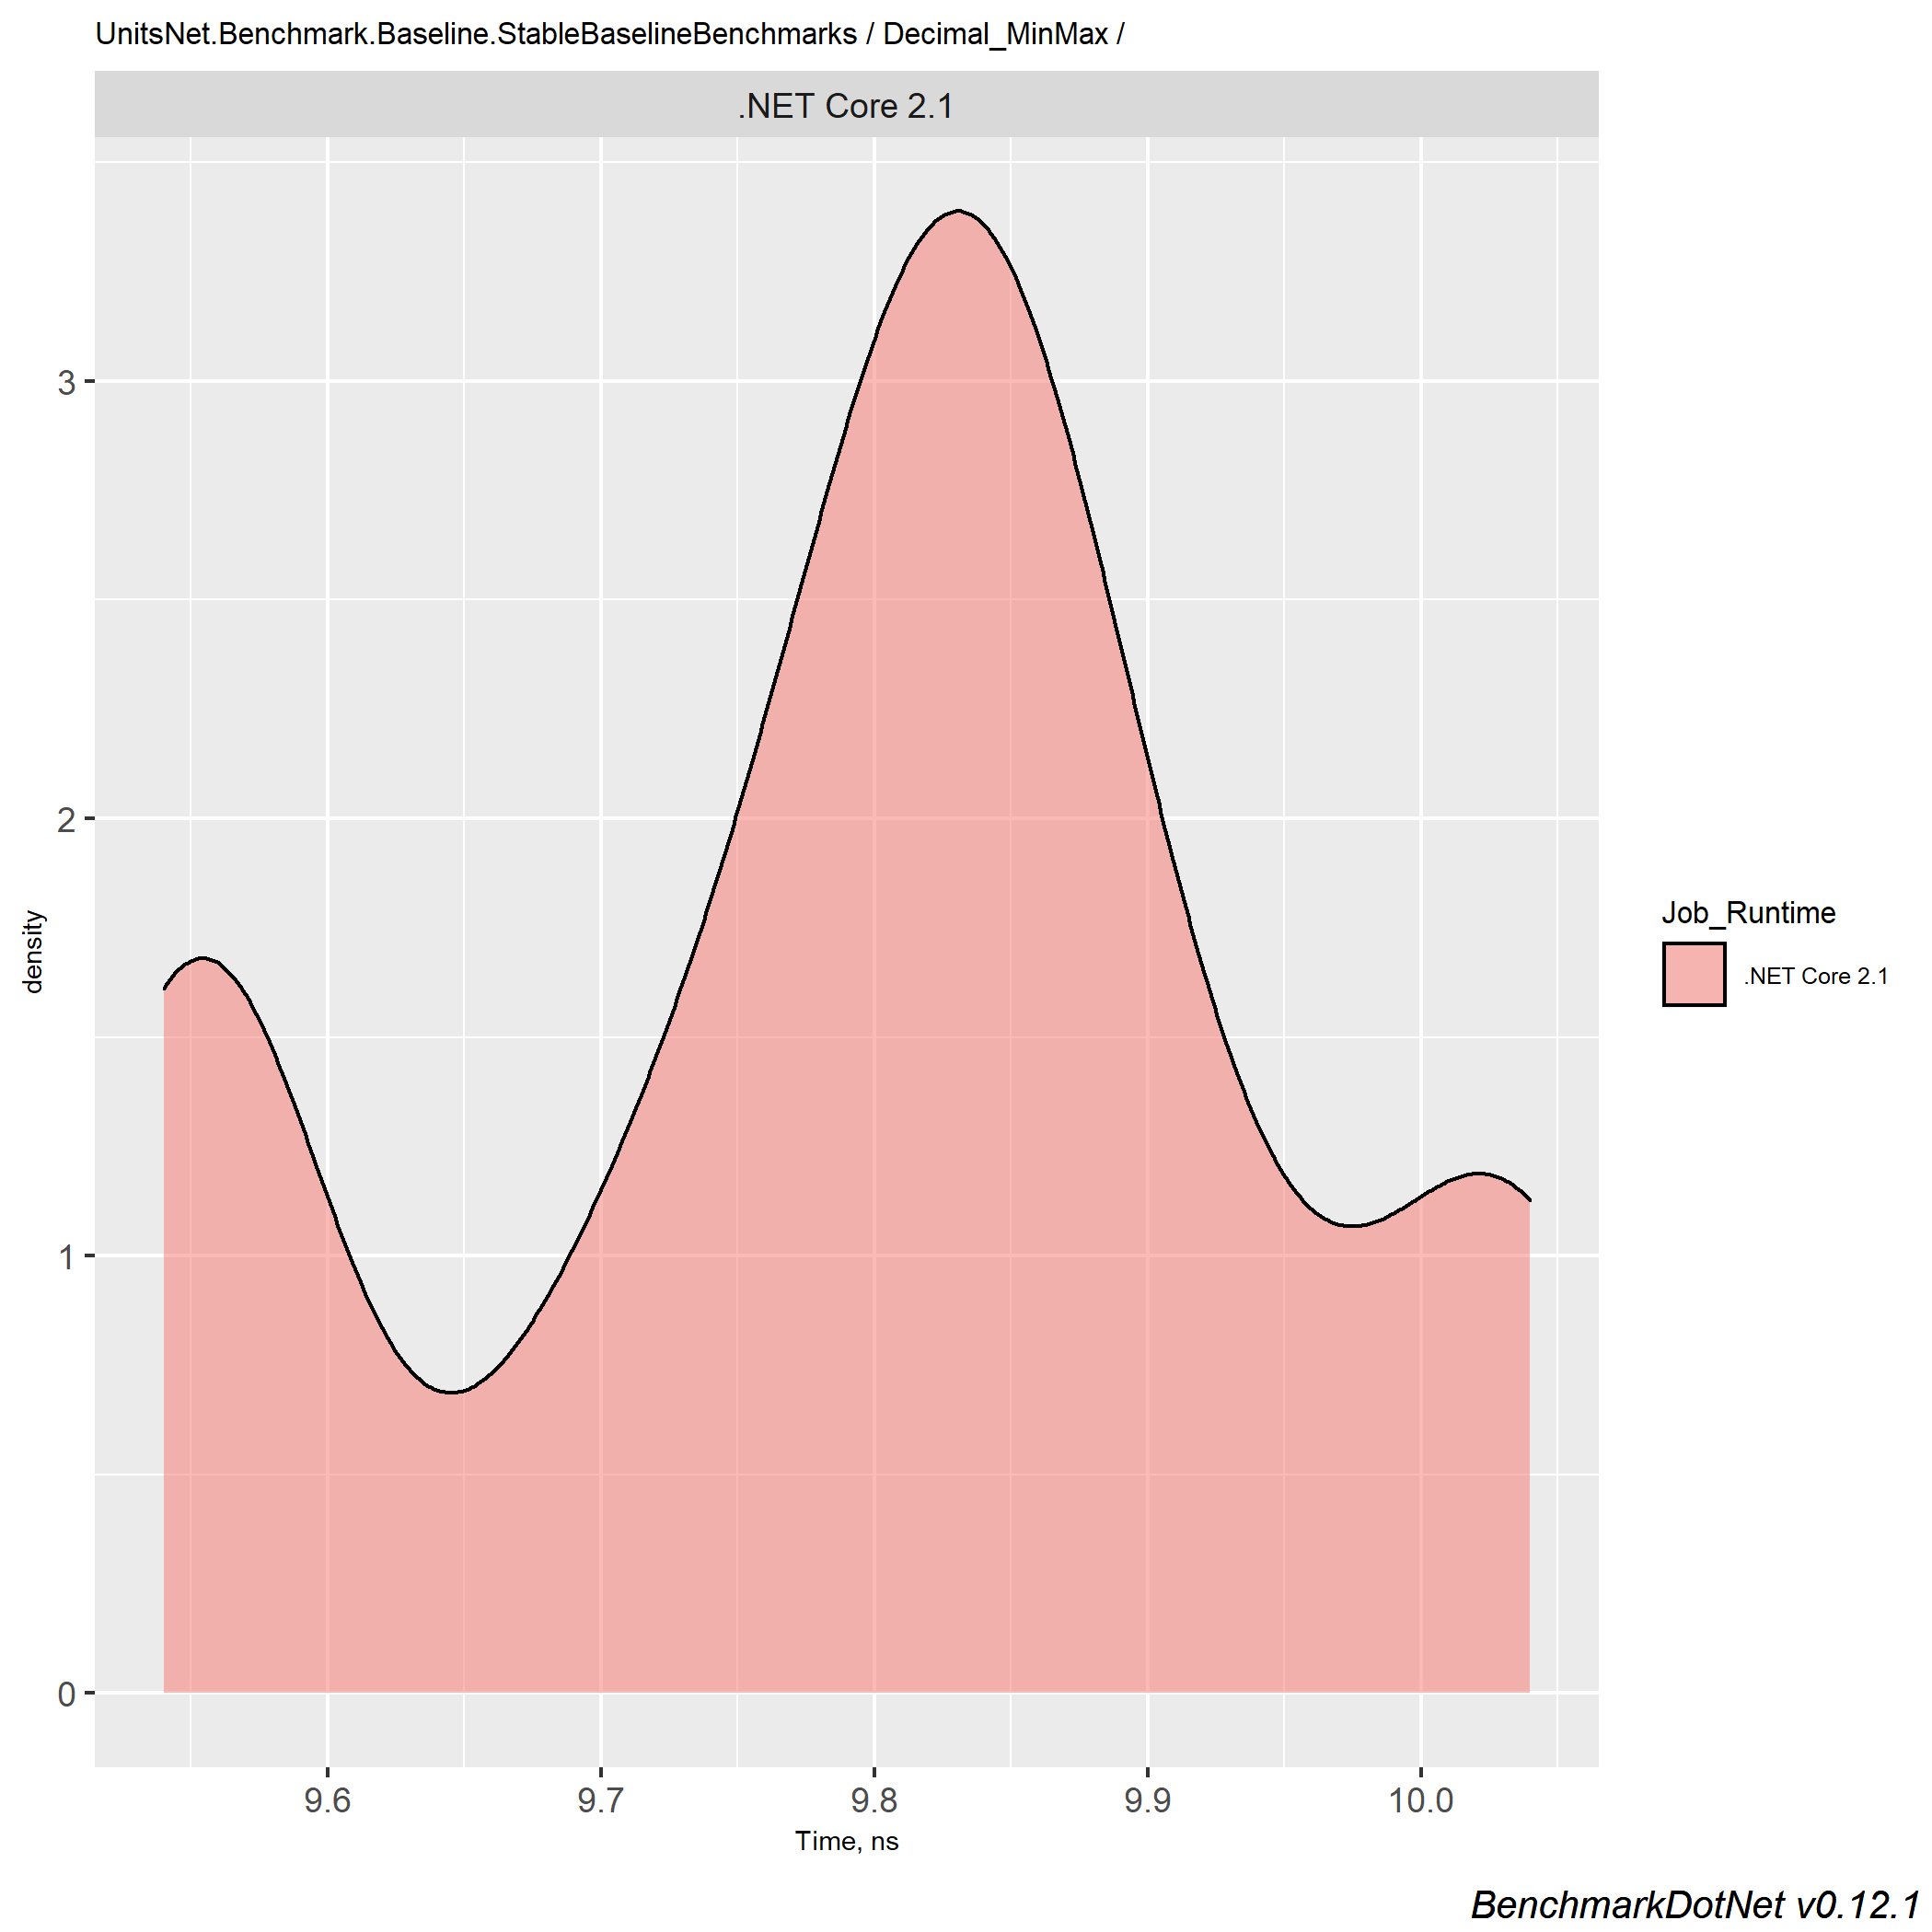 UnitsNet.Benchmark.Baseline.StableBaselineBenchmarks / Decimal_MinMax /
.NET Core 2.1
3
2
1
0
density
9.6 9.7 9.8 9.9 10.0
Time, ns
Job_Runtime
.NET Core 2.1
BenchmarkDotNet v0.12.1